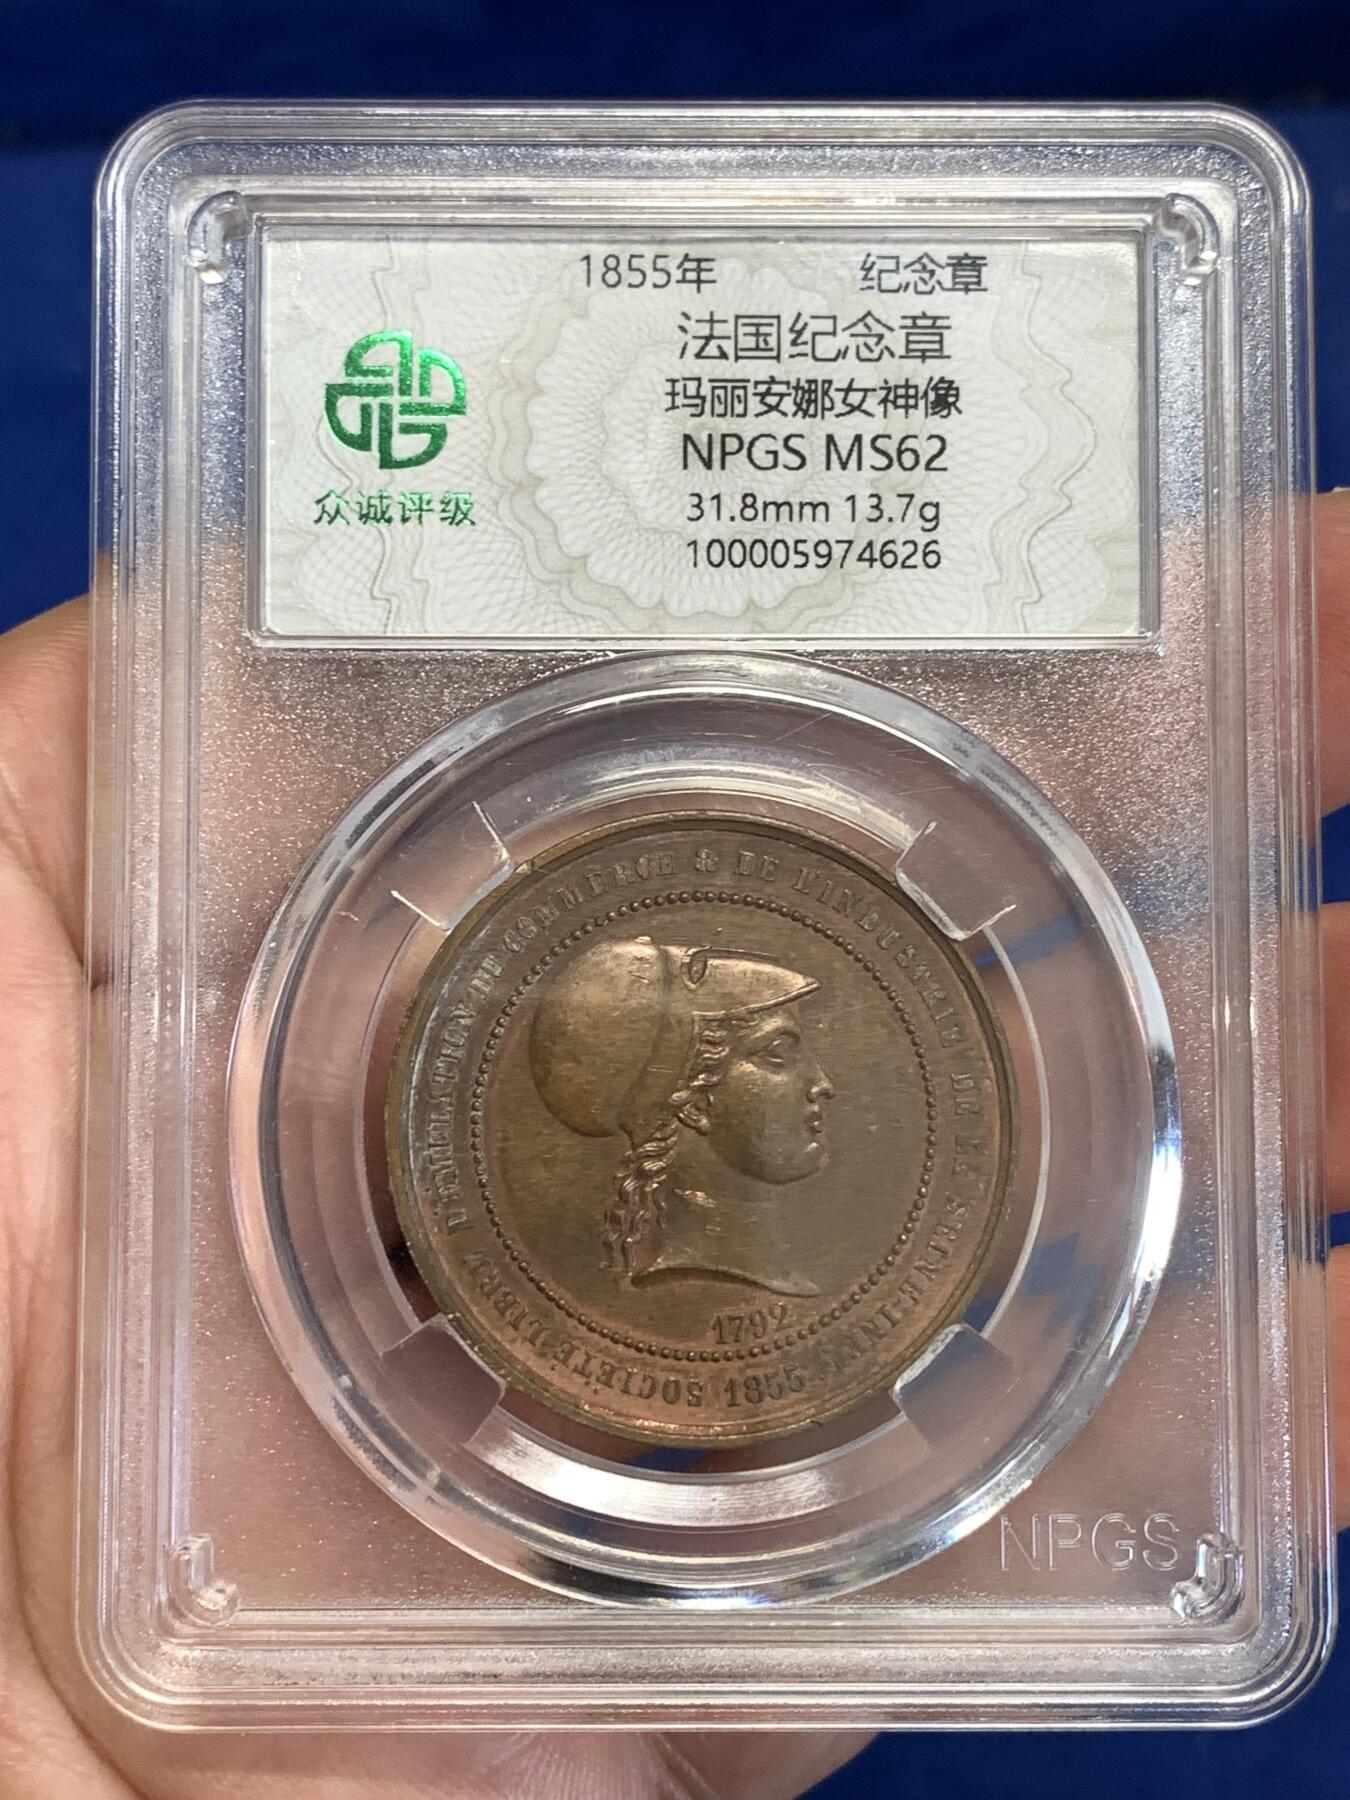 1855年 纪念章
法国纪念章
玛丽安娜女神像
NPGS MS62
31.8mm 13.7g
100005974626
众诚评级
SOCIÉTÉ LIBRE D'ÉMULATION DU COMMERCE & DE L'INDUSTRIE DE LA SEINE-INFRE
1792
1855
NPGS